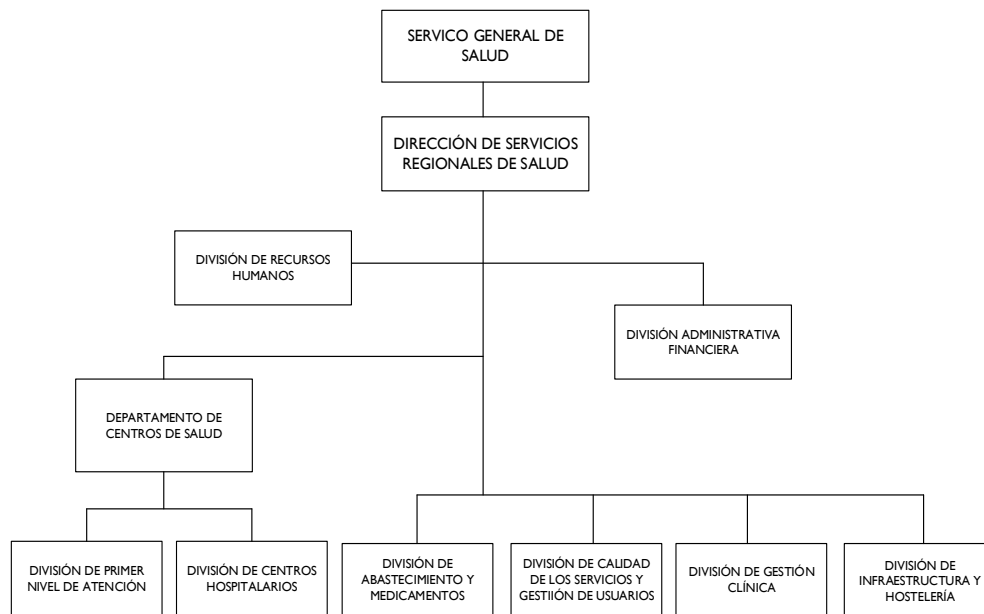 SERVICO GENERAL DE
SALUD
DIRECCIÓN DE SERVICIOS
REGIONALES DE SALUD
DIVISIÓN DE RECURSOS
HUMANOS
DIVISIÓN ADMINISTRATIVA
FINANCIERA
DEPARTAMENTO DE
CENTROS DE SALUD
DIVISIÓN DE PRIMER
NIVEL DE ATENCIÓN
DIVISIÓN DE CENTROS
HOSPITALARIOS
DIVISIÓN DE
ABASTECIMIENTO Y
MEDICAMENTOS
DIVISIÓN DE CALIDAD
DE LOS SERVICIOS Y
GESTIIÓN DE USUARIOS
DIVISIÓN DE GESTIÓN
CLÍNICA
DIVISIÓN DE
INFRAESTRUCTURA Y
HOSTELERÍA